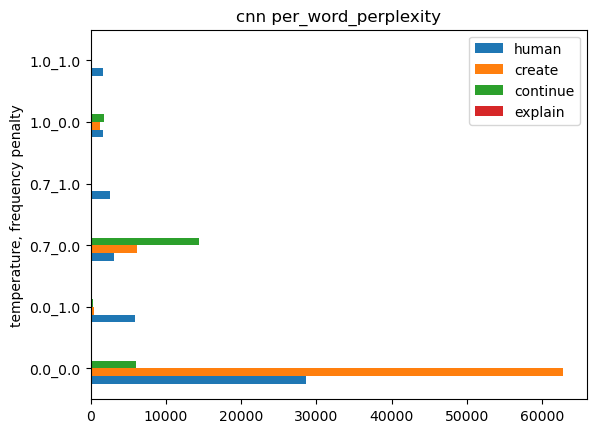 cnn per_word_perplexity
human
create
continue
explain
temperature, frequency penalty
1.0_1.0
1.0_0.0
0.7_1.0
0.7_0.0
0.0_1.0
0.0_0.0
0 10000 20000 30000 40000 50000 60000